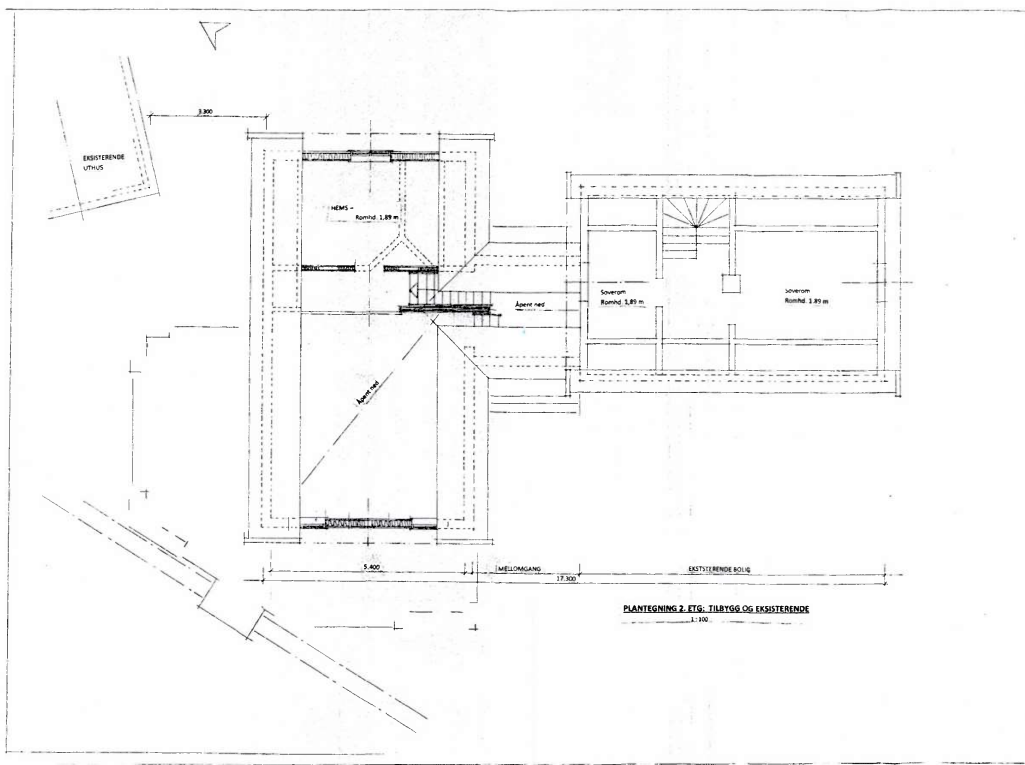 3.300
EKSISTERENDE
UTHUS
HEMS –
Romhd. 1,89 m
Åpent ned
Soverom
Romhd. 1,89 m
Soverom
Romhd. 1.89 m
Åpent ned
5.400
MELLOMGANG
EKSTSTERENDE BOLIG
17.300
PLANTEGNING 2. ETG: TILBYGG OG EKSISTERENDE
1:100